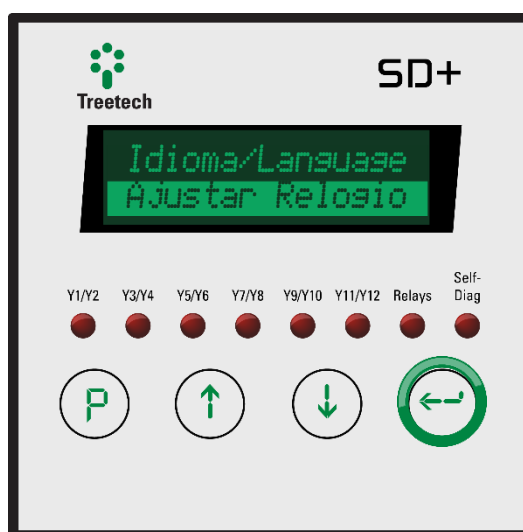 Treetech
SD+
Idioma/Language
Ajustar Relogio
Y1/Y2 Y3/Y4 Y5/Y6 Y7/Y8 Y9/Y10 Y11/Y12 Relays Self-
Diag
P